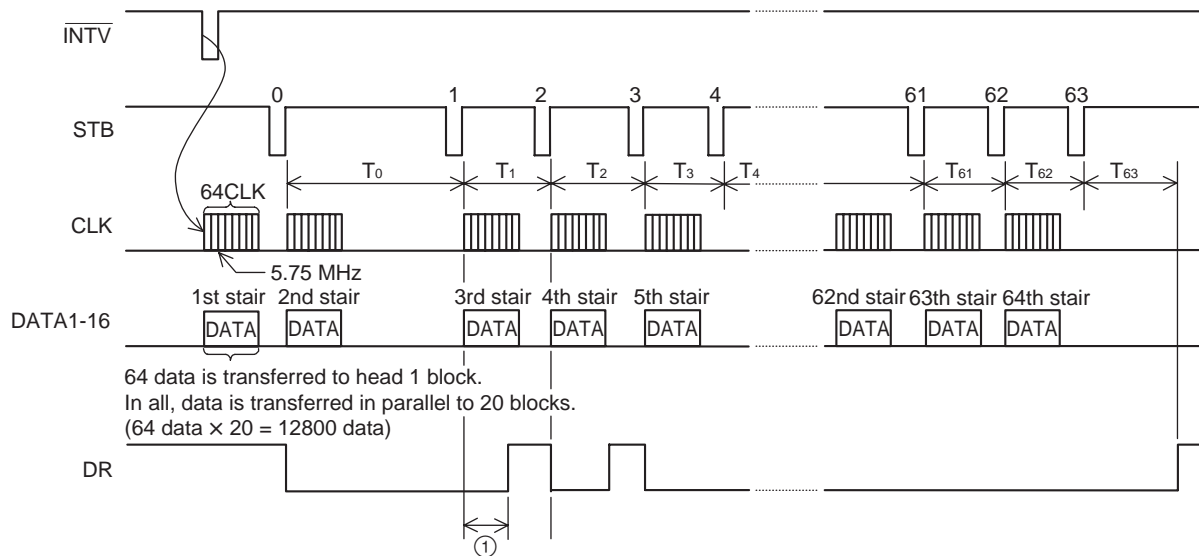 INTV
0 1 2 3 4 61 62 63
STB
T0 T1 T2 T3 T4 T61 T62 T63
64CLK
CLK
5.75 MHz
1st stair 2nd stair 3rd stair 4th stair 5th stair 62nd stair 63th stair 64th stair
DATA1-16
DATA DATA DATA DATA DATA DATA DATA DATA
64 data is transferred to head 1 block.
In all, data is transferred in parallel to 20 blocks.
(64 data × 20 = 12800 data)
DR
①